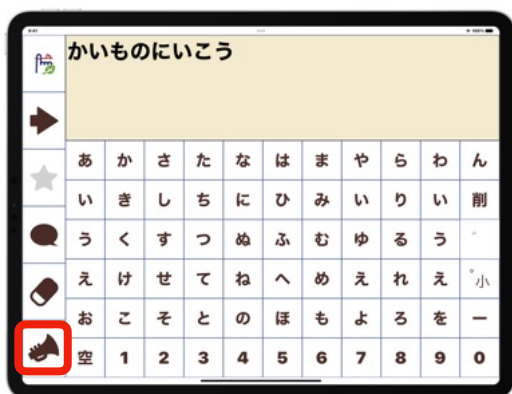 9:41
100%
かいものにいこう
あ か さ た な は ま や ら わ ん
い き し ち に ひ み い り い 削
う く す つ ぬ ふ む ゆ る う ゛
え け せ て ね へ め え れ え ゜小
お こ そ と の ほ も よ ろ を ー
空 1 2 3 4 5 6 7 8 9 0